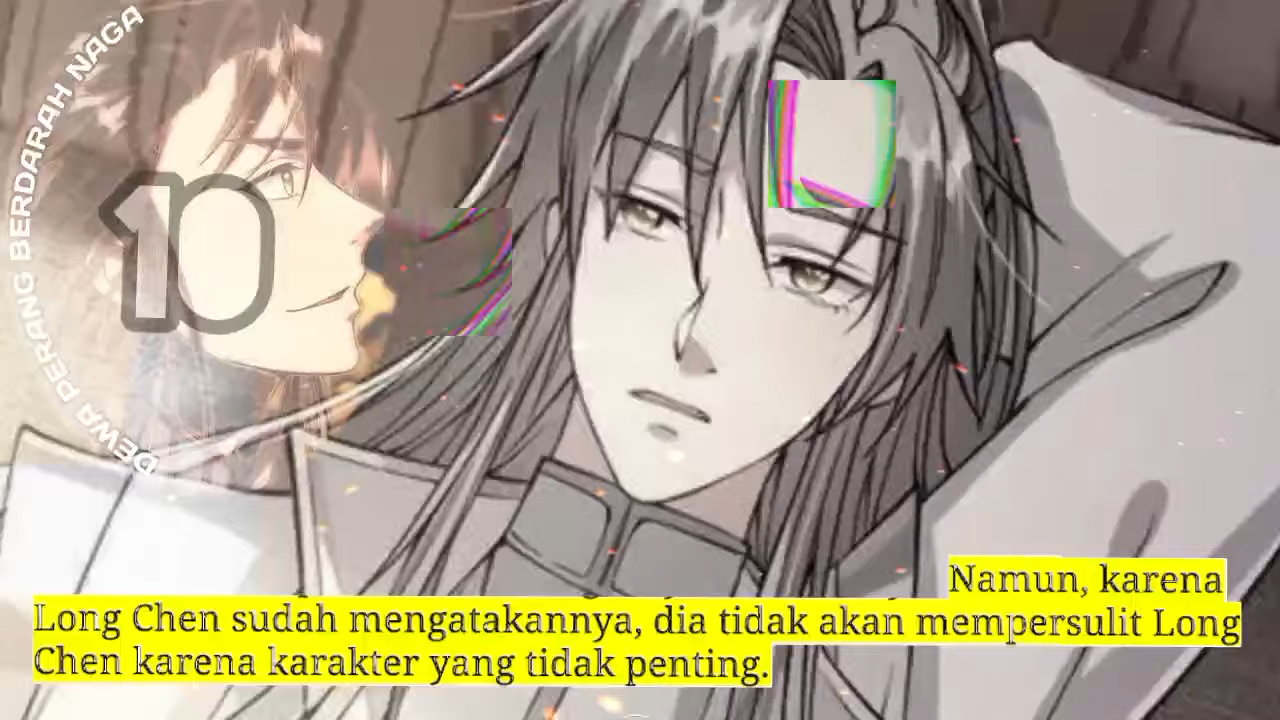 DEWA PERANG BERDARAH NAGA
10
Namun, karena
Long Chen sudah mengatakannya, dia tidak akan mempersulit Long
Chen karena karakter yang tidak penting.